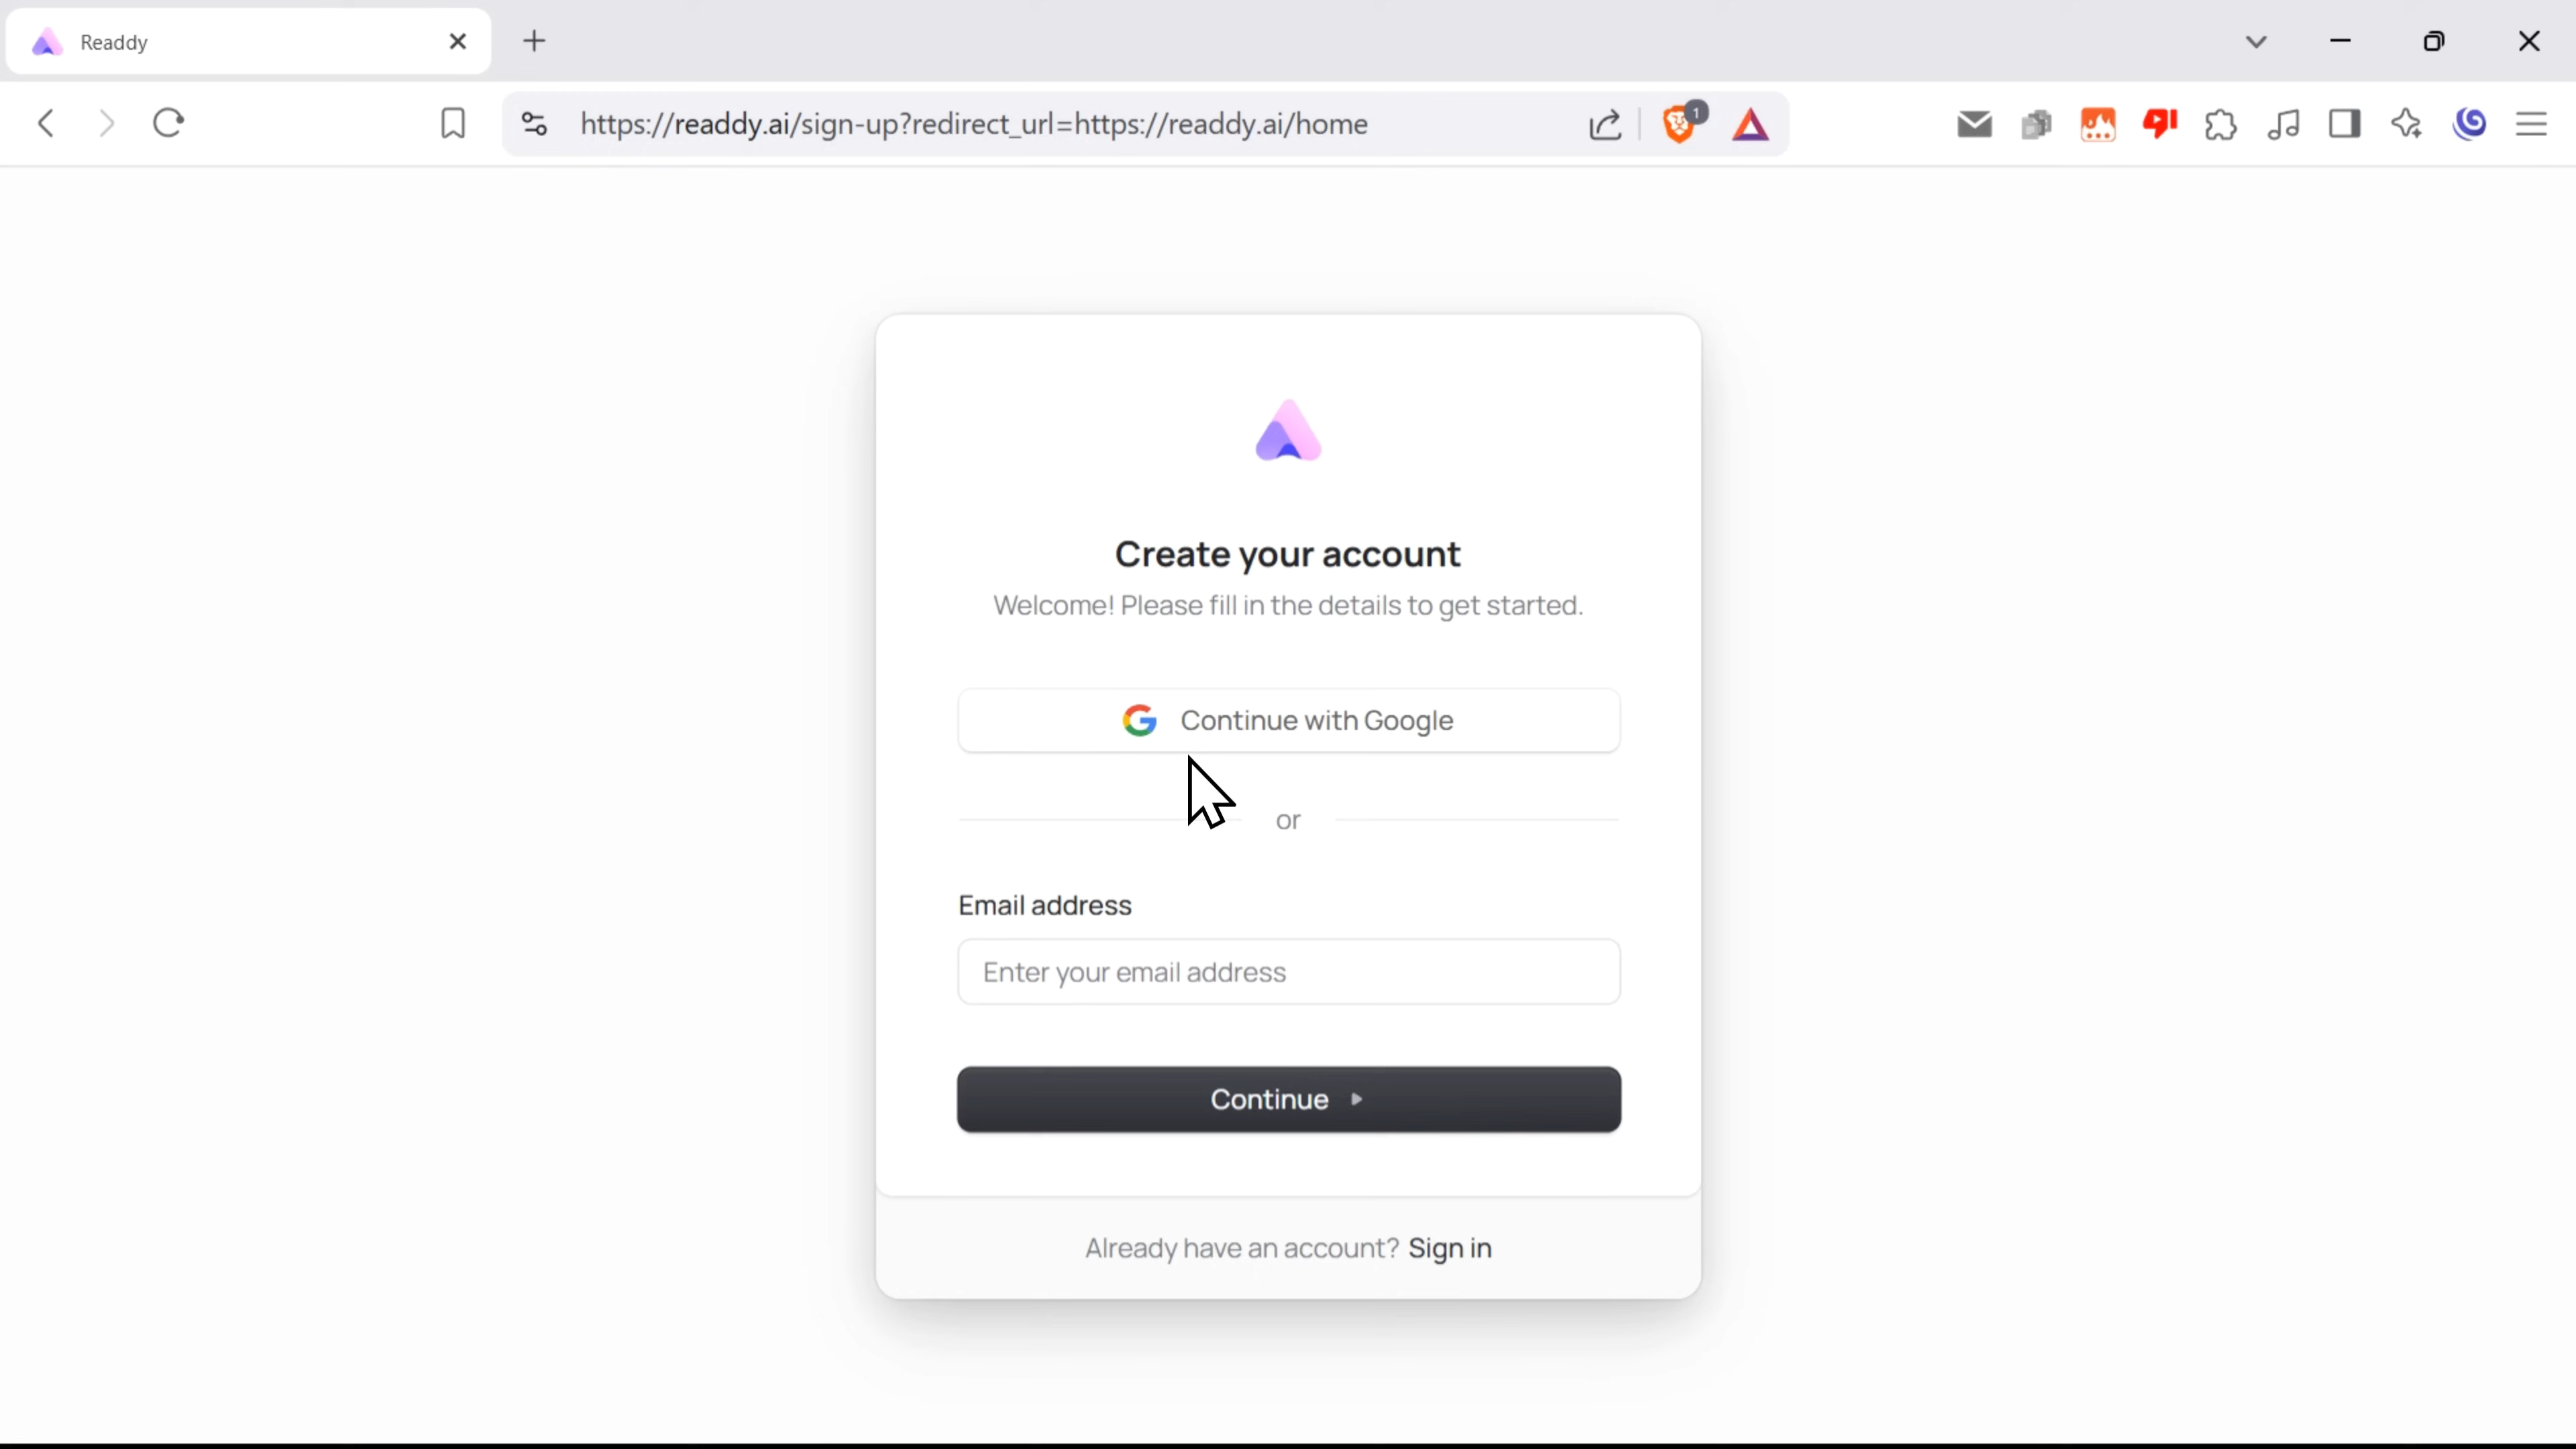 Readdy
https://readdy.ai/sign-up?redirect_url=https://readdy.ai/home
1
Create your account
Welcome! Please fill in the details to get started.
Continue with Google
or
Email address
Enter your email address
Continue
Already have an account? Sign in